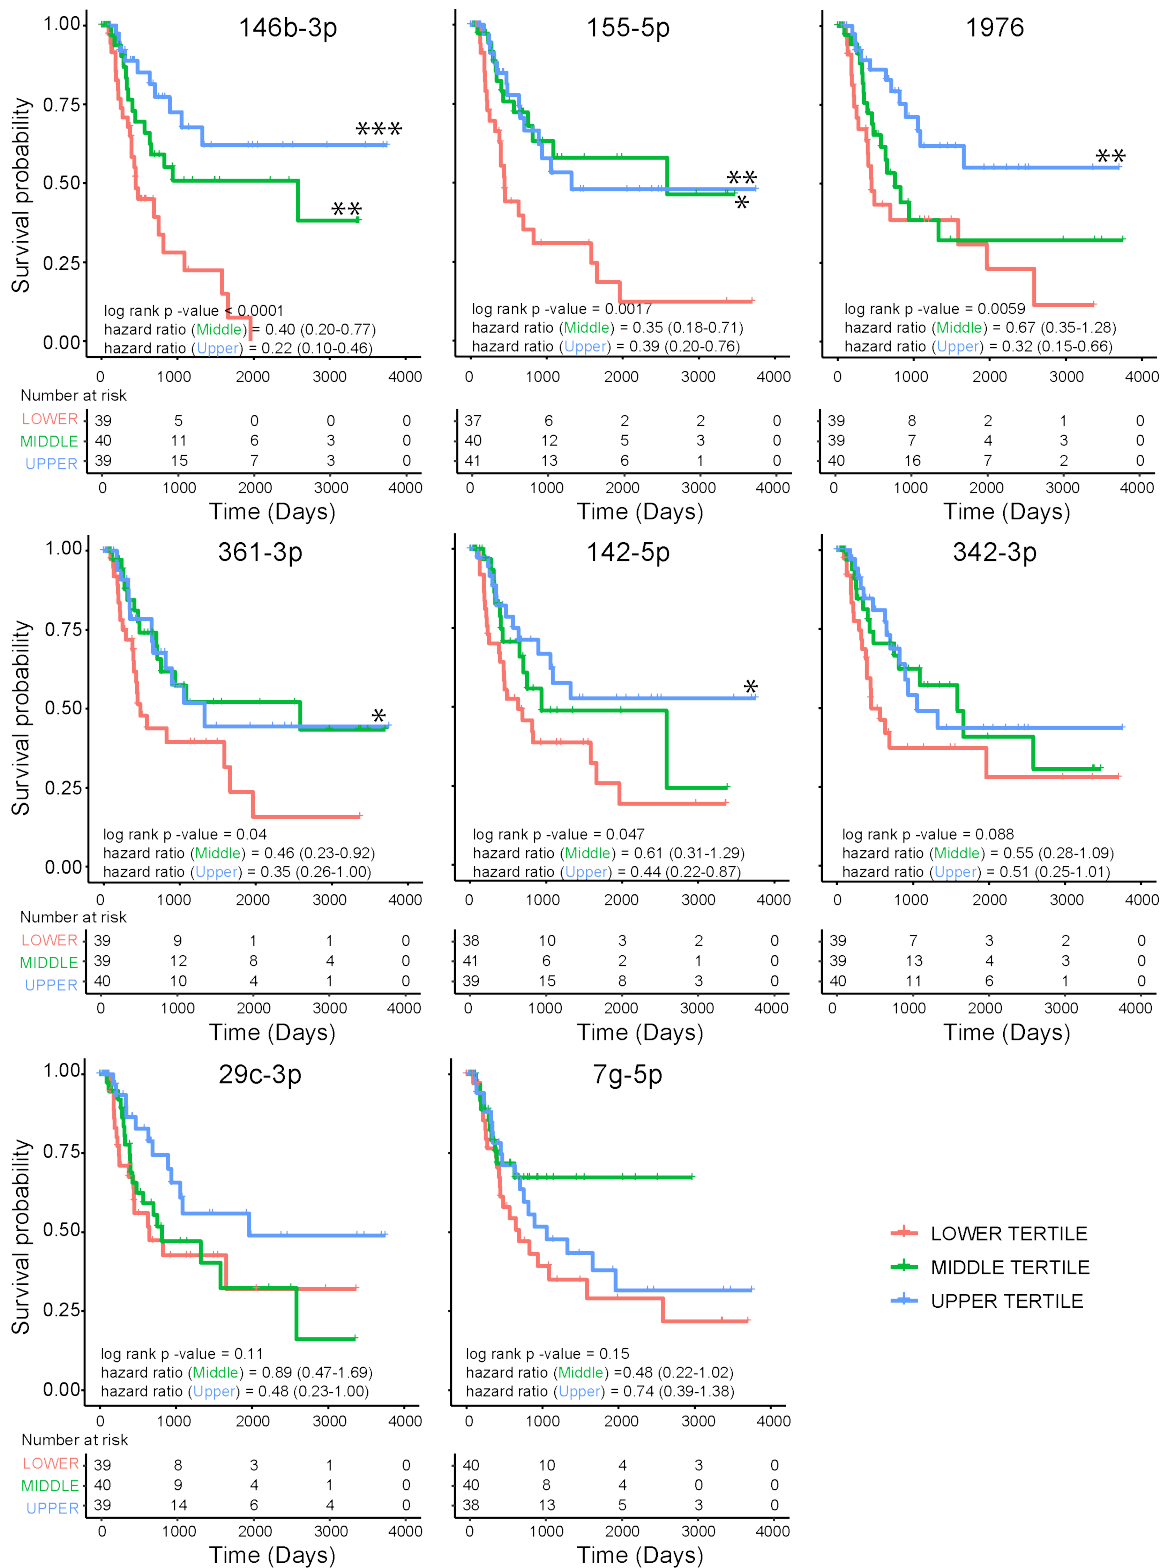 146b-3p
155-5p
1976
Survival probability
1.00
0.75
0.50
0.25
0.00
***
**
**
*
**
log rank p -value < 0.0001
hazard ratio (Middle) = 0.40 (0.20-0.77)
hazard ratio (Upper) = 0.22 (0.10-0.46)
log rank p -value = 0.0017
hazard ratio (Middle) = 0.35 (0.18-0.71)
hazard ratio (Upper) = 0.39 (0.20-0.76)
log rank p -value = 0.0059
hazard ratio (Middle) = 0.67 (0.35-1.28)
hazard ratio (Upper) = 0.32 (0.15-0.66)
0 1000 2000 3000 4000
0 1000 2000 3000 4000
0 1000 2000 3000 4000
Number at risk
LOWER 39 5 0 0 0
MIDDLE 40 11 6 3 0
UPPER 39 15 7 3 0
37 6 2 2 0
40 12 5 3 0
41 13 6 1 0
39 8 2 1 0
39 7 4 3 0
40 16 7 2 0
0 1000 2000 3000 4000
0 1000 2000 3000 4000
0 1000 2000 3000 4000
Time (Days)
Time (Days)
Time (Days)
361-3p
142-5p
342-3p
Survival probability
1.00
0.75
0.50
0.25
0.00
*
*
log rank p -value = 0.04
hazard ratio (Middle) = 0.46 (0.23-0.92)
hazard ratio (Upper) = 0.35 (0.26-1.00)
log rank p -value = 0.047
hazard ratio (Middle) = 0.61 (0.31-1.29)
hazard ratio (Upper) = 0.44 (0.22-0.87)
log rank p -value = 0.088
hazard ratio (Middle) = 0.55 (0.28-1.09)
hazard ratio (Upper) = 0.51 (0.25-1.01)
0 1000 2000 3000 4000
0 1000 2000 3000 4000
0 1000 2000 3000 4000
Number at risk
LOWER 39 9 1 1 0
MIDDLE 39 12 8 4 0
UPPER 40 10 4 1 0
38 10 3 2 0
41 6 2 1 0
39 15 8 3 0
39 7 3 2 0
39 13 4 3 0
40 11 6 1 0
0 1000 2000 3000 4000
0 1000 2000 3000 4000
0 1000 2000 3000 4000
Time (Days)
Time (Days)
Time (Days)
29c-3p
7g-5p
Survival probability
1.00
0.75
0.50
0.25
0.00
log rank p -value = 0.11
hazard ratio (Middle) = 0.89 (0.47-1.69)
hazard ratio (Upper) = 0.48 (0.23-1.00)
log rank p -value = 0.15
hazard ratio (Middle) =0.48 (0.22-1.02)
hazard ratio (Upper) = 0.74 (0.39-1.38)
LOWER TERTILE
MIDDLE TERTILE
UPPER TERTILE
0 1000 2000 3000 4000
0 1000 2000 3000 4000
Number at risk
LOWER 39 8 3 1 0
MIDDLE 40 9 4 1 0
UPPER 39 14 6 4 0
40 10 4 3 0
40 8 4 0 0
38 13 5 3 0
0 1000 2000 3000 4000
0 1000 2000 3000 4000
Time (Days)
Time (Days)